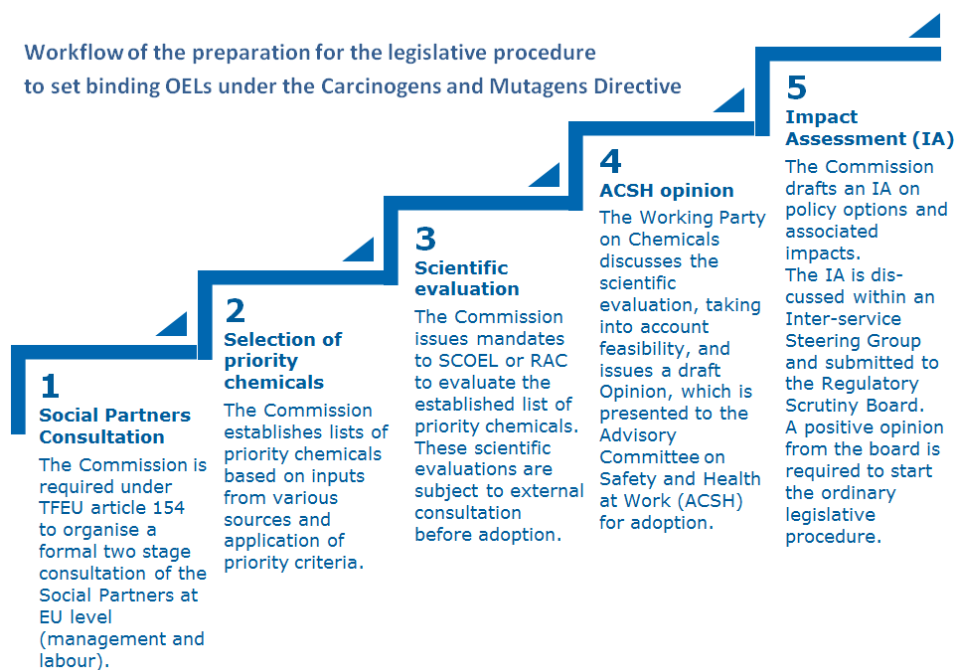 Workflow of the preparation for the legislative procedure
to set binding OELs under the Carcinogens and Mutagens Directive
1
Social Partners
Consultation
The Commission is
required under
TFEU article 154
to organise a
formal two stage
consultation of the
Social Partners at
EU level
(management and
labour).
2
Selection of
priority
chemicals
The Commission
establishes lists of
priority chemicals
based on inputs
from various
sources and
application of
priority criteria.
3
Scientific
evaluation
The Commission
issues mandates
to SCOEL or RAC
to evaluate the
established list of
priority chemicals.
These scientific
evaluations are
subject to external
consultation
before adoption.
4
ACSH opinion
The Working Party
on Chemicals
discusses the
scientific
evaluation, taking
into account
feasibility, and
issues a draft
Opinion, which is
presented to the
Advisory
Committee on
Safety and Health
at Work (ACSH)
for adoption.
5
Impact
Assessment (IA)
The Commission
drafts an IA on
policy options and
associated
impacts.
The IA is dis-
cussed within an
Inter-service
Steering Group
and submitted to
the Regulatory
Scrutiny Board.
A positive opinion
from the board is
required to start
the ordinary
legislative
procedure.